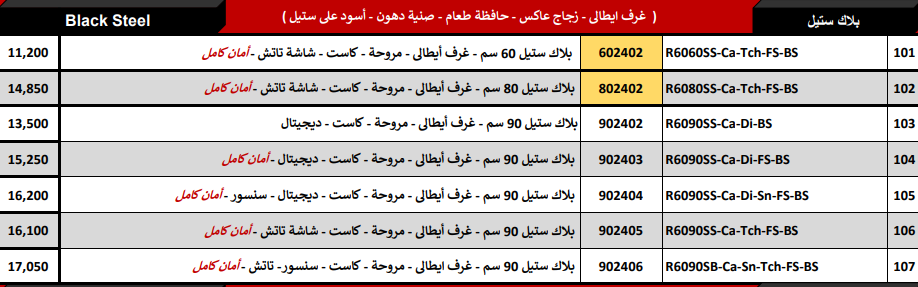 بلاك ستيل ( غرف ايطالى - زجاج عاكس - حافظة طعام - صنية دهون - أسود على ستيل ) Black Steel
101 R6060SS-Ca-Tch-FS-BS 602402 بلاك ستيل 60 سم - غرف أيطالى - مروحة - كاست - شاشة تاتش - أمان كامل 11,200
102 R6080SS-Ca-Tch-FS-BS 802402 بلاك ستيل 80 سم - غرف أيطالى - مروحة - كاست - شاشة تاتش - أمان كامل 14,850
103 R6090SS-Ca-Di-BS 902402 بلاك ستيل 90 سم - غرف أيطالى - مروحة - كاست - ديجيتال 13,500
104 R6090SS-Ca-Di-FS-BS 902403 بلاك ستيل 90 سم - غرف أيطالى - مروحة - كاست - ديجيتال - أمان كامل 15,250
105 R6090SS-Ca-Di-Sn-FS-BS 902404 بلاك ستيل 90 سم - غرف أيطالى - مروحة - كاست - ديجيتال - سنسور - أمان كامل 16,200
106 R6090SS-Ca-Tch-FS-BS 902405 بلاك ستيل 90 سم - غرف أيطالى - مروحة - كاست - شاشة تاتش - أمان كامل 16,100
107 R6090SB-Ca-Sn-Tch-FS-BS 902406 بلاك ستيل 90 سم - غرف ايطالى - مروحة - كاست - سنسور- تاتش - أمان كامل 17,050